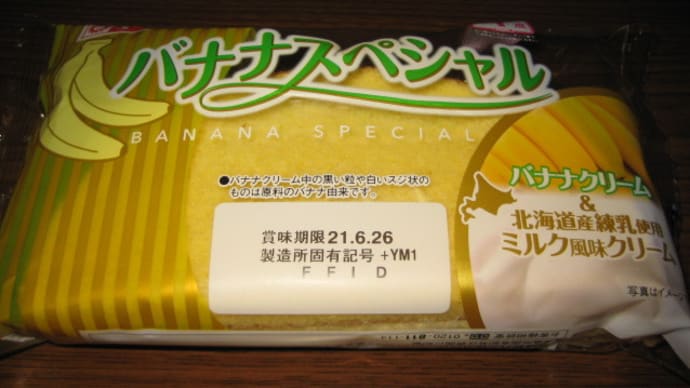 バナナスペシャル
BANANA SPECIAL
●バナナクリーム中の黒い粒や白いスジ状の
ものは原料のバナナ由来です。
賞味期限 21.6.26
製造所固有記号 +YM1
F F I D
バナナクリーム
&
北海道産練乳使用
ミルク風味クリーム
写真はイメージ